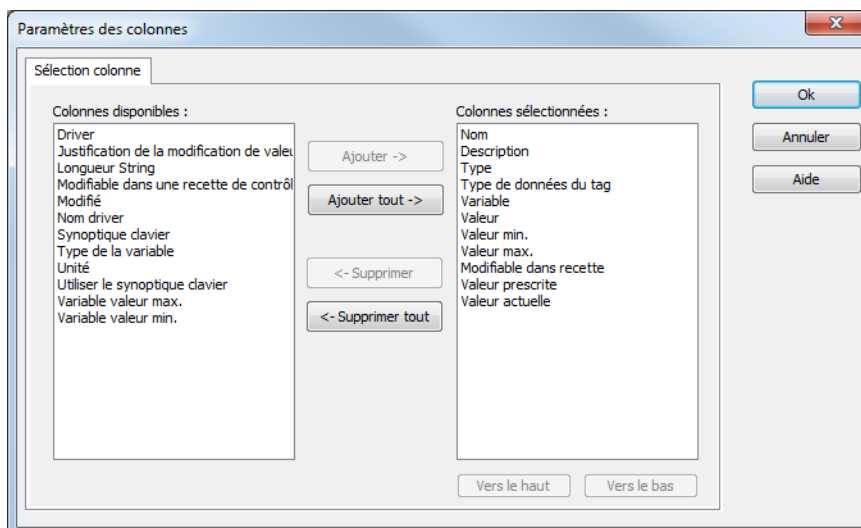 Paramètres des colonnes
Sélection colonne
Colonnes disponibles :
Driver
Justification de la modification de
Longueur String
Modifiable dans une recette de
Modifié
Nom driver
Synoptique clavier
Type de la variable
Unité
Utiliser le synoptique clavier
Variable valeur max.
Variable valeur min.
Ajouter ->
Ajouter tout ->
<- Supprimer
<- Supprimer tout
Colonnes sélectionnées :
Nom
Description
Type
Type de données du tag
Variable
Valeur
Valeur min.
Valeur max.
Modifiable dans recette
Valeur prescrite
Valeur actuelle
Vers le haut
Vers le bas
Ok
Annuler
Aide